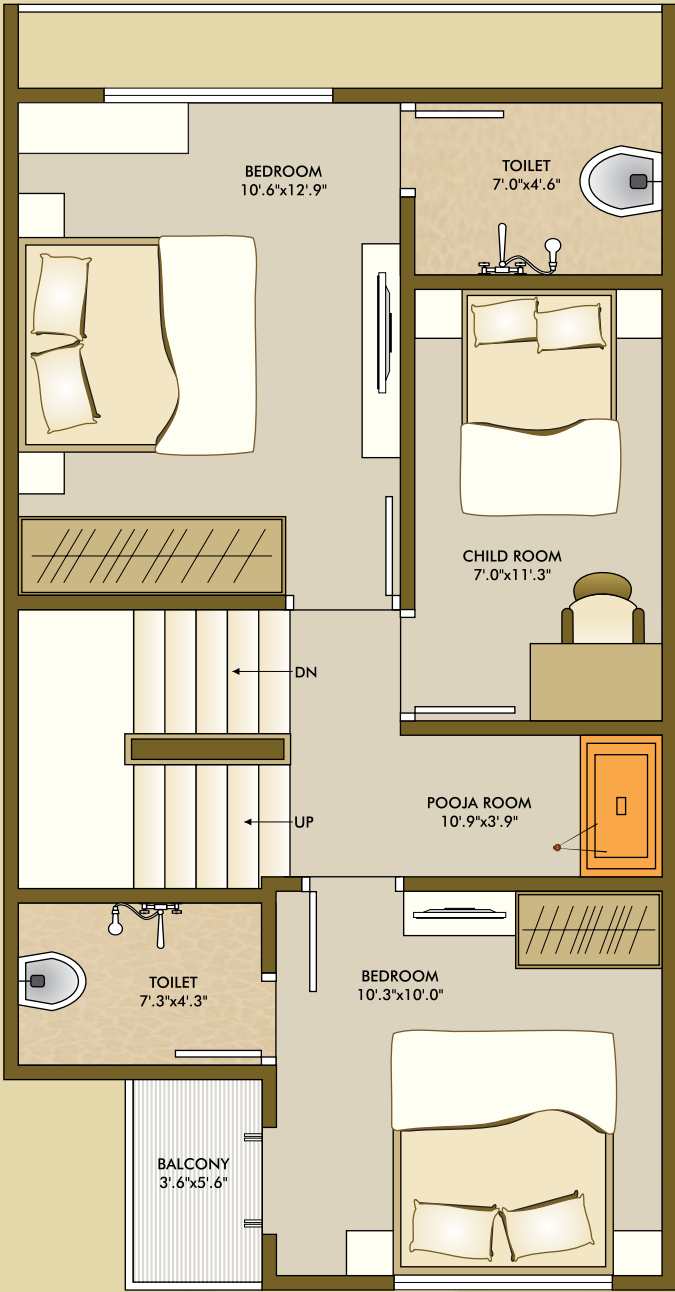 BEDROOM
10'.6"x12'.9"
TOILET
7'.0"x4'.6"
CHILD ROOM
7'.0"x11'.3"
DN
UP
POOJA ROOM
10'.9"x3'.9"
TOILET
7'.3"x4'.3"
BEDROOM
10'.3"x10'.0"
BALCONY
3'.6"x5'.6"